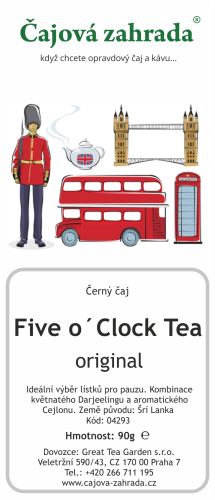 Čajová zahrada®
když chcete opravdový čaj a kávu...
Černý čaj
Five o´Clock Tea
original
Ideální výběr lístků pro pauzu. Kombinace
květnatého Darjeelingu a aromatického
Cejlonu. Země původu: Šrí Lanka
Kód: 04293
Hmotnost: 90g ℮
Dovozce: Great Tea Garden s.r.o.
Veletržní 590/43, CZ 170 00 Praha 7
Tel.: +420 266 711 195
www.cajova-zahrada.cz